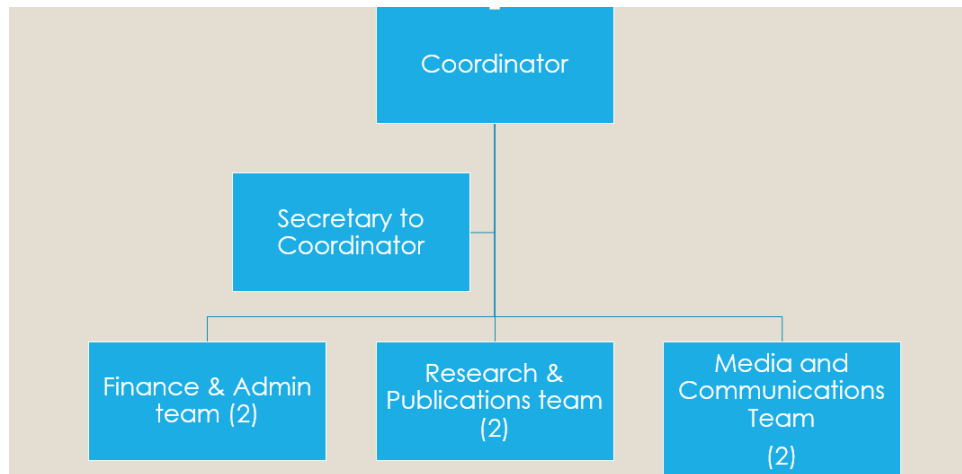 Coordinator
Secretary to
Coordinator
Finance & Admin
team (2)
Research &
Publications team
(2)
Media and
Communications
Team
(2)